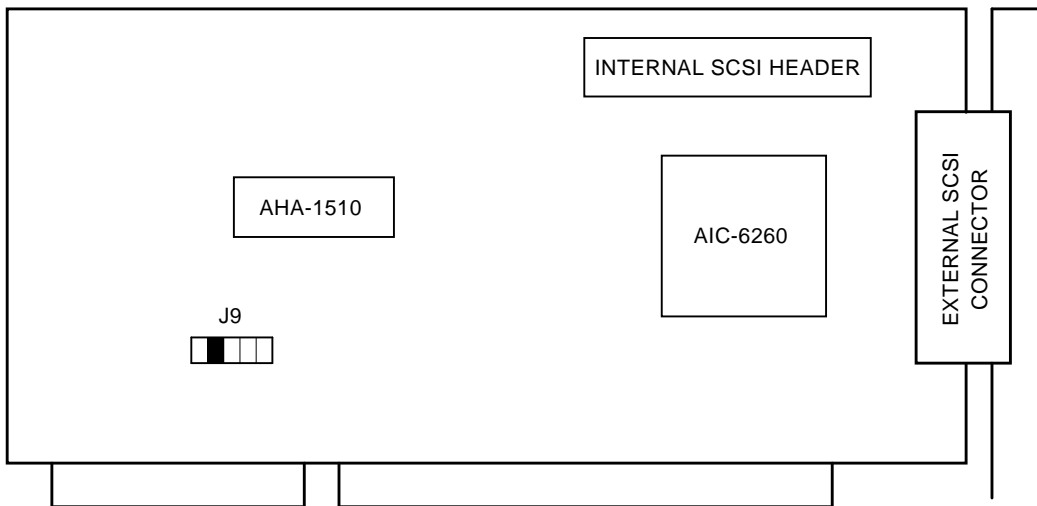 INTERNAL SCSI HEADER
AHA-1510
AIC-6260
EXTERNAL SCSI
CONNECTOR
J9